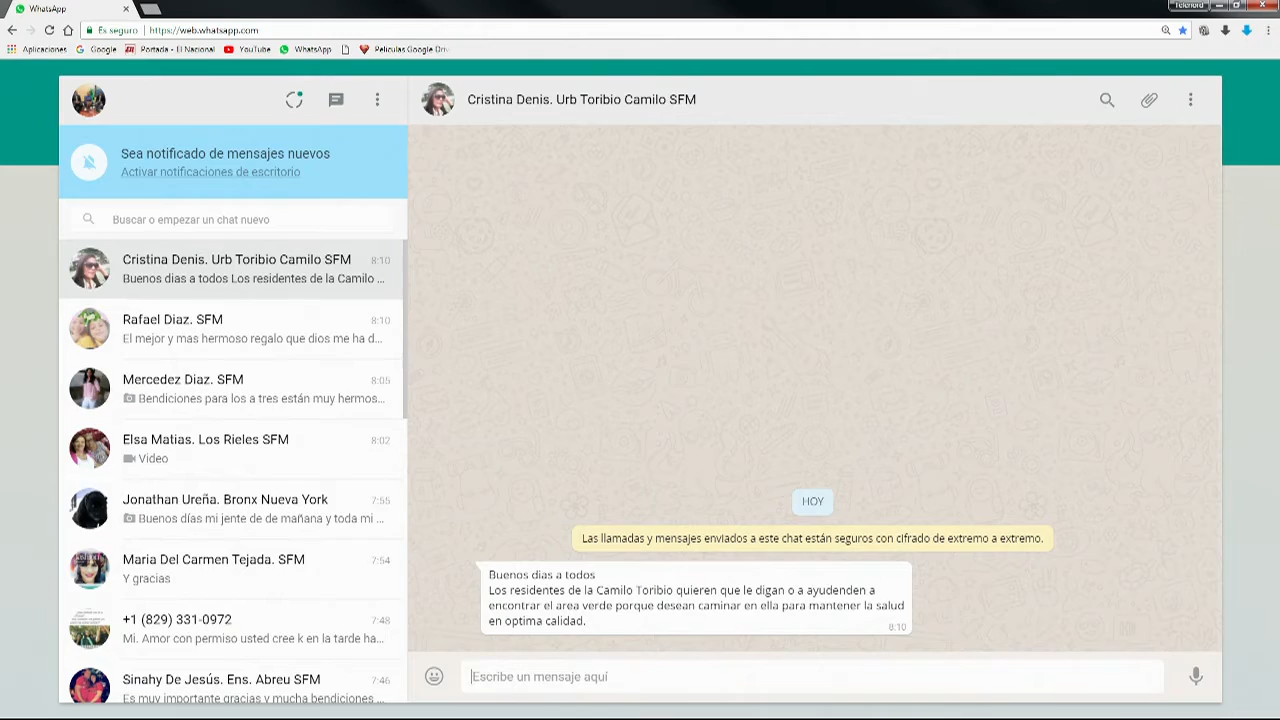 WhatsApp
Telenord
Es seguro | https://web.whatsapp.com
Aplicaciones Google Portada - El Nacional YouTube WhatsApp Peliculas Google Driv
Cristina Denis. Urb Toribio Camilo SFM
Sea notificado de mensajes nuevos
Activar notificaciones de escritorio
Buscar o empezar un chat nuevo
Cristina Denis. Urb Toribio Camilo SFM 8:10
Buenos dias a todos Los residentes de la Camilo ...
Rafael Diaz. SFM 8:10
El mejor y mas hermoso regalo que dios me ha d...
Mercedez Diaz. SFM 8:05
Bendiciones para los a tres están muy hermos...
Elsa Matias. Los Rieles SFM 8:02
Video
Jonathan Ureña. Bronx Nueva York 7:55
Buenos días mi jente de de mañana y toda mi ...
Maria Del Carmen Tejada. SFM 7:54
Y gracias
+1 (829) 331-0972 7:48
Mi. Amor con permiso usted cree k en la tarde ha...
Sinahy De Jesús. Ens. Abreu SFM 7:46
Es muy importante gracias y mucha bendiciones
HOY
Las llamadas y mensajes enviados a este chat están seguros con cifrado de extremo a extremo.
Buenos dias a todos
Los residentes de la Camilo Toribio quieren que le digan o a ayudenden a
encontrar el area verde porque desean caminar en ella para mantener la salud
en optima calidad.
8:10
Escribe un mensaje aquí